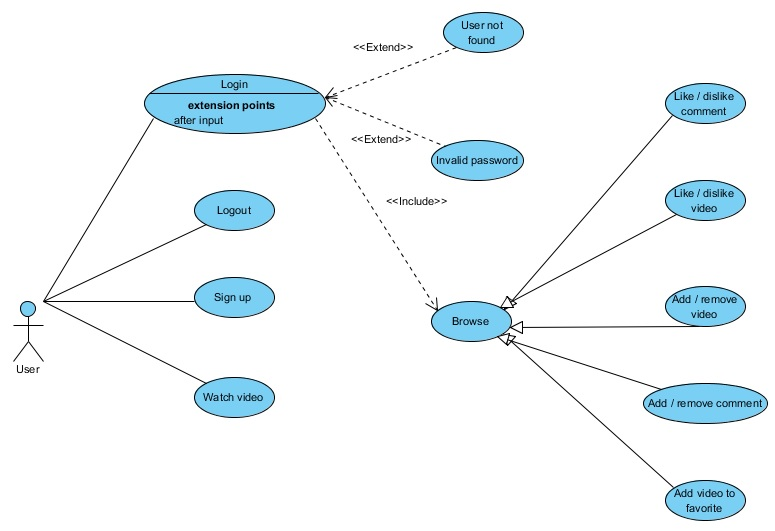 User not
found
<<Extend>>
Login
extension points
after input
Like / dislike
comment
<<Extend>>
Invalid password
<<Include>>
Like / dislike
video
Logout
Sign up
Add / remove
video
Browse
User
Watch video
Add / remove comment
Add video to
favorite